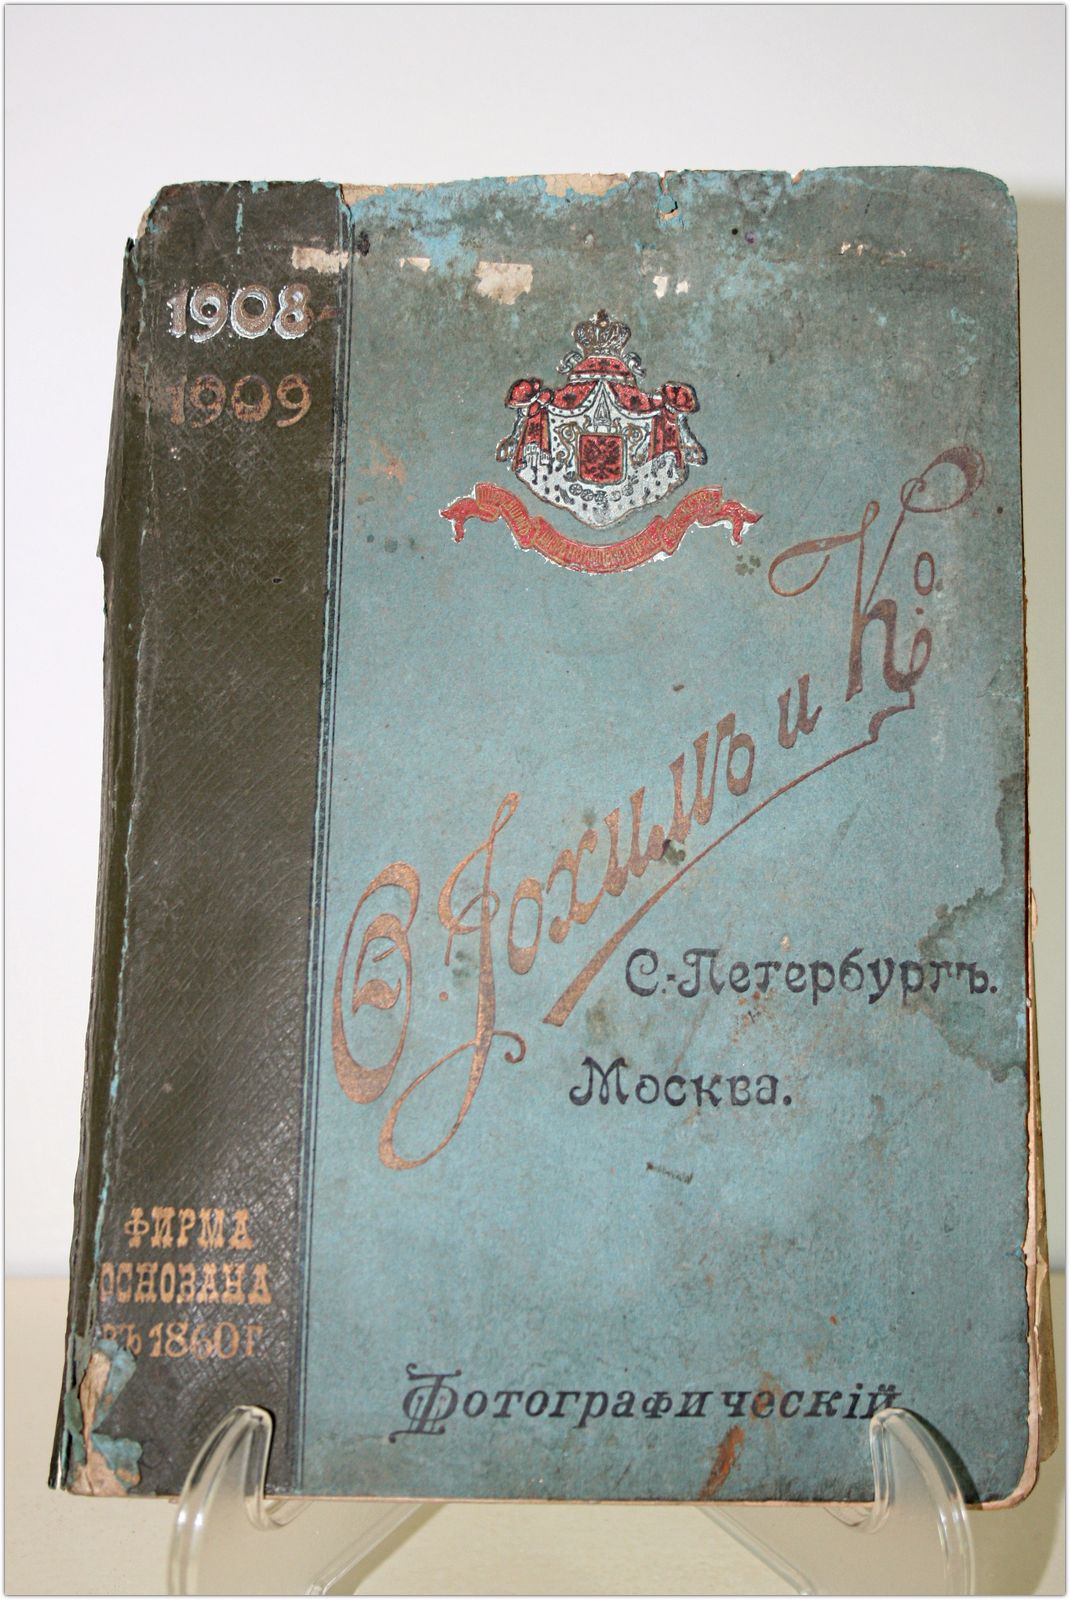 1908
1909
В. Іохимъ и Ко.
С.-Петербургъ.
Москва.
ФИРМА
ОСНОВАНА
ВЪ 1860 Г
Фотографическій